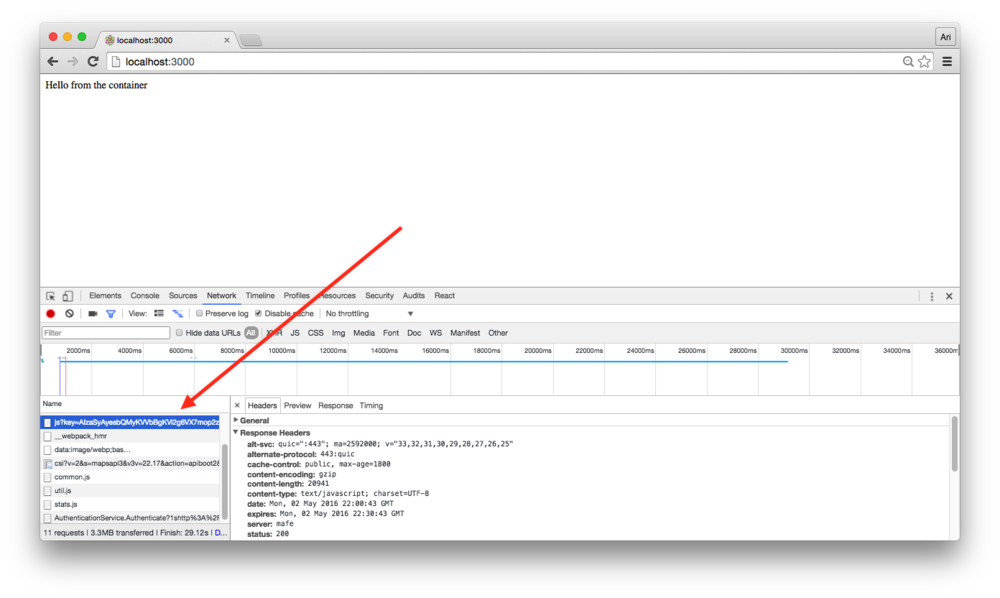 localhost:3000
Ari
localhost:3000
Hello from the container
Elements Console Sources Network Timeline Profiles Resources Security Audits React
View: Preserve log Disable cache No throttling
Filter Hide data URLs All XHR JS CSS Img Media Font Doc WS Manifest Other
2000ms 4000ms 6000ms 8000ms 10000ms 12000ms 14000ms 16000ms 18000ms 20000ms 22000ms 24000ms 26000ms 28000ms 30000ms 32000ms 34000ms 36000m
Name
__webpack_hmr
data:image/webp;bas…
csi?v=2&s=mapsapi3&v3v=22.17&action=apiboot2&
common.js
util.js
stats.js
AuthenticationService.Authenticate?1shttp%3A%2F
11 requests | 3.3MB transferred | Finish: 29.12s | D…
Headers Preview Response Timing
General
Response Headers
alt-svc: quic=":443"; ma=2592000; v="33,32,31,30,29,28,27,26,25"
alternate-protocol: 443:quic
cache-control: public, max-age=1800
content-encoding: gzip
content-length: 20941
content-type: text/javascript; charset=UTF-8
date: Mon, 02 May 2016 22:00:43 GMT
expires: Mon, 02 May 2016 22:30:43 GMT
server: mafe
status: 200